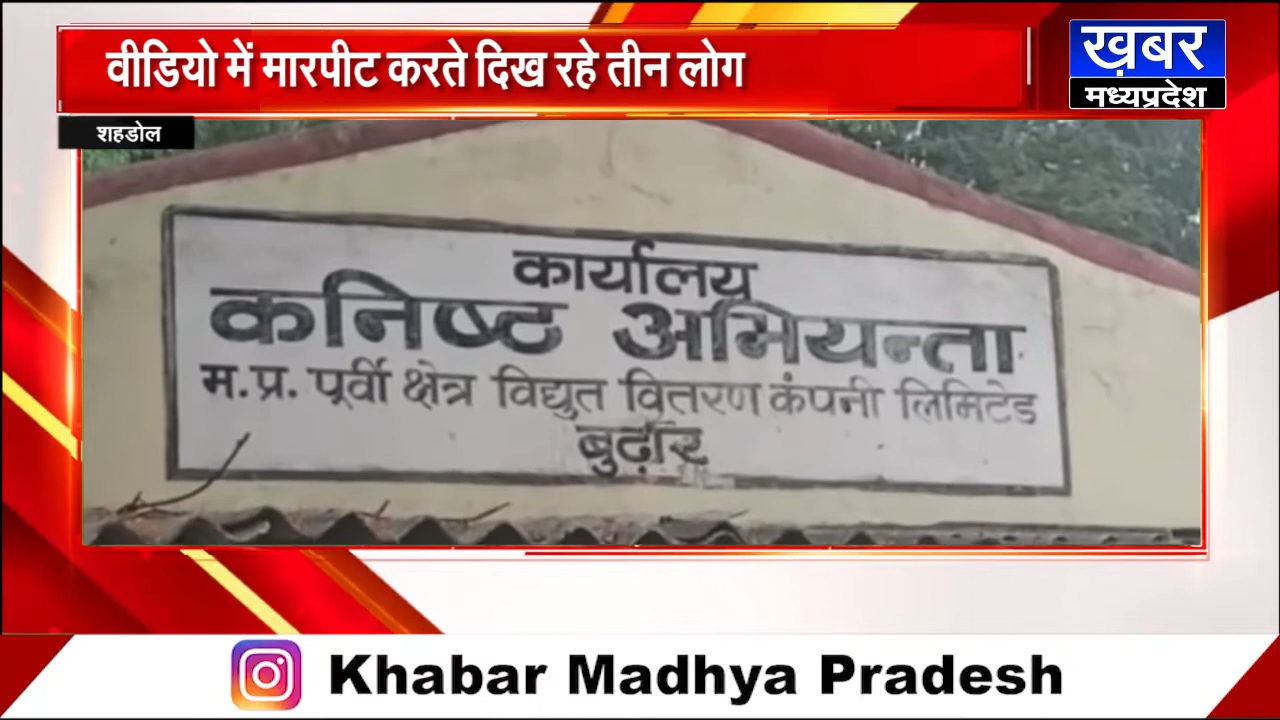 वीडियो में मारपीट करते दिख रहे तीन लोग
ख़बर
मध्यप्रदेश
शहडोल
कार्यालय
कनिष्ठ अभियन्ता
म.प्र. पूर्वी क्षेत्र विद्युत वितरण कंपनी लिमिटेड
बुढ़ार
Khabar Madhya Pradesh